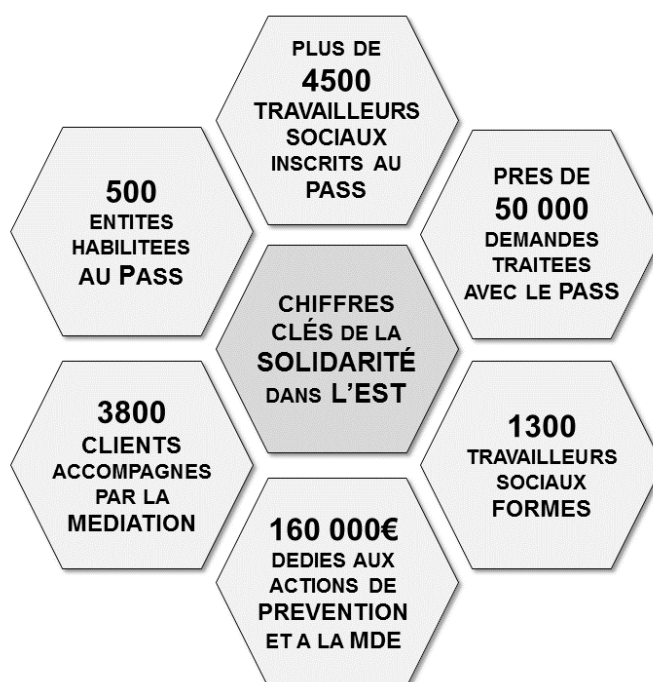 PLUS DE
4500
TRAVAILLEURS
SOCIAUX
INSCRITS AU
PASS
500
ENTITES
HABILITEES
AU PASS
PRES DE
50 000
DEMANDES
TRAITEES
AVEC LE PASS
CHIFFRES
CLÉS DE LA
SOLIDARITÉ
DANS L'EST
3800
CLIENTS
ACCOMPAGNES
PAR LA
MEDIATION
1300
TRAVAILLEURS
SOCIAUX
FORMES
160 000€
DEDIES AUX
ACTIONS DE
PREVENTION
ET A LA MDE